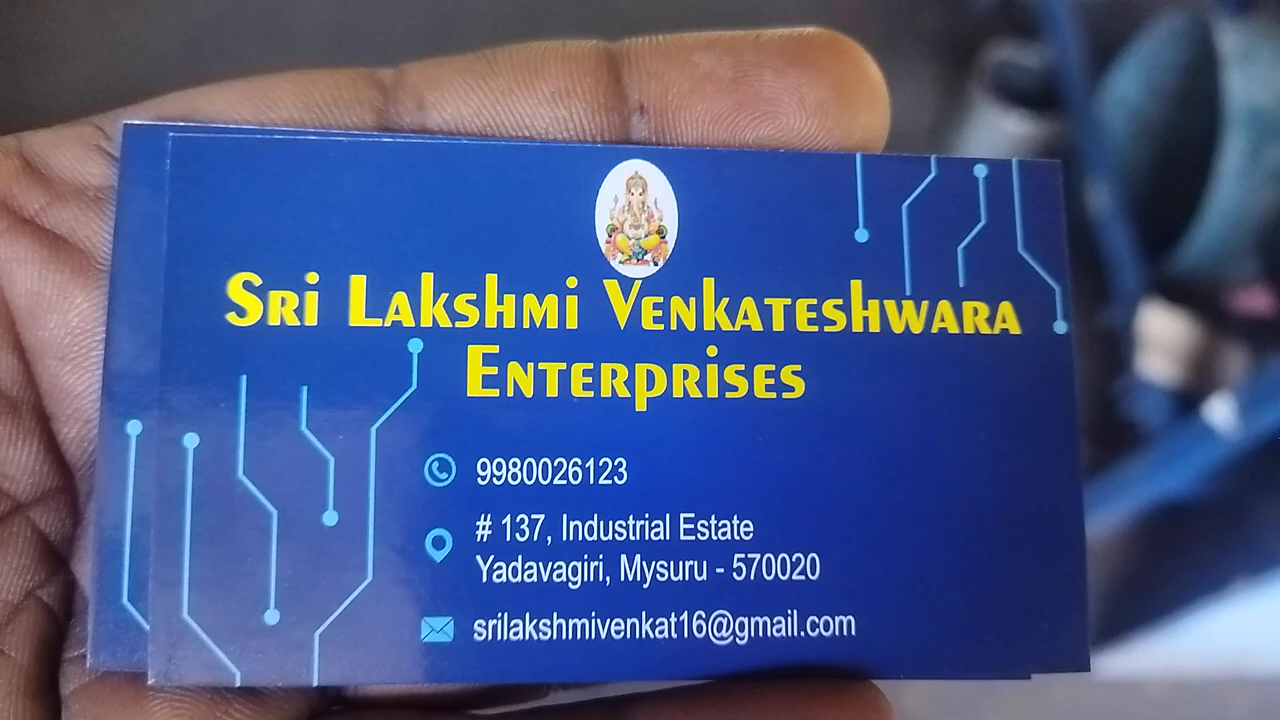 Sri Lakshmi Venkateshwara
Enterprises
9980026123
# 137, Industrial Estate
Yadavagiri, Mysuru - 570020
srilakshmivenkat16@gmail.com